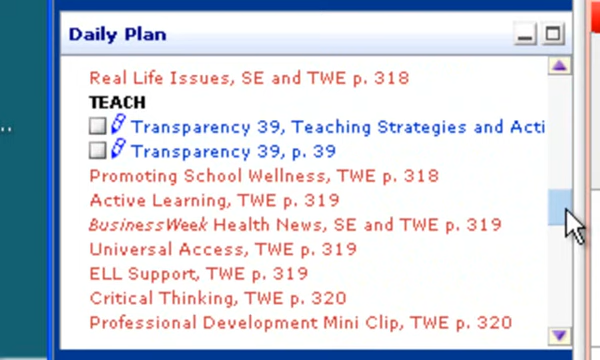 Daily Plan
Real Life Issues, SE and TWE p. 318
TEACH
Transparency 39, Teaching Strategies and Acti
Transparency 39, p. 39
Promoting School Wellness, TWE p. 318
Active Learning, TWE p. 319
BusinessWeek Health News, SE and TWE p. 319
Universal Access, TWE p. 319
ELL Support, TWE p. 319
Critical Thinking, TWE p. 320
Professional Development Mini Clip, TWE p. 320